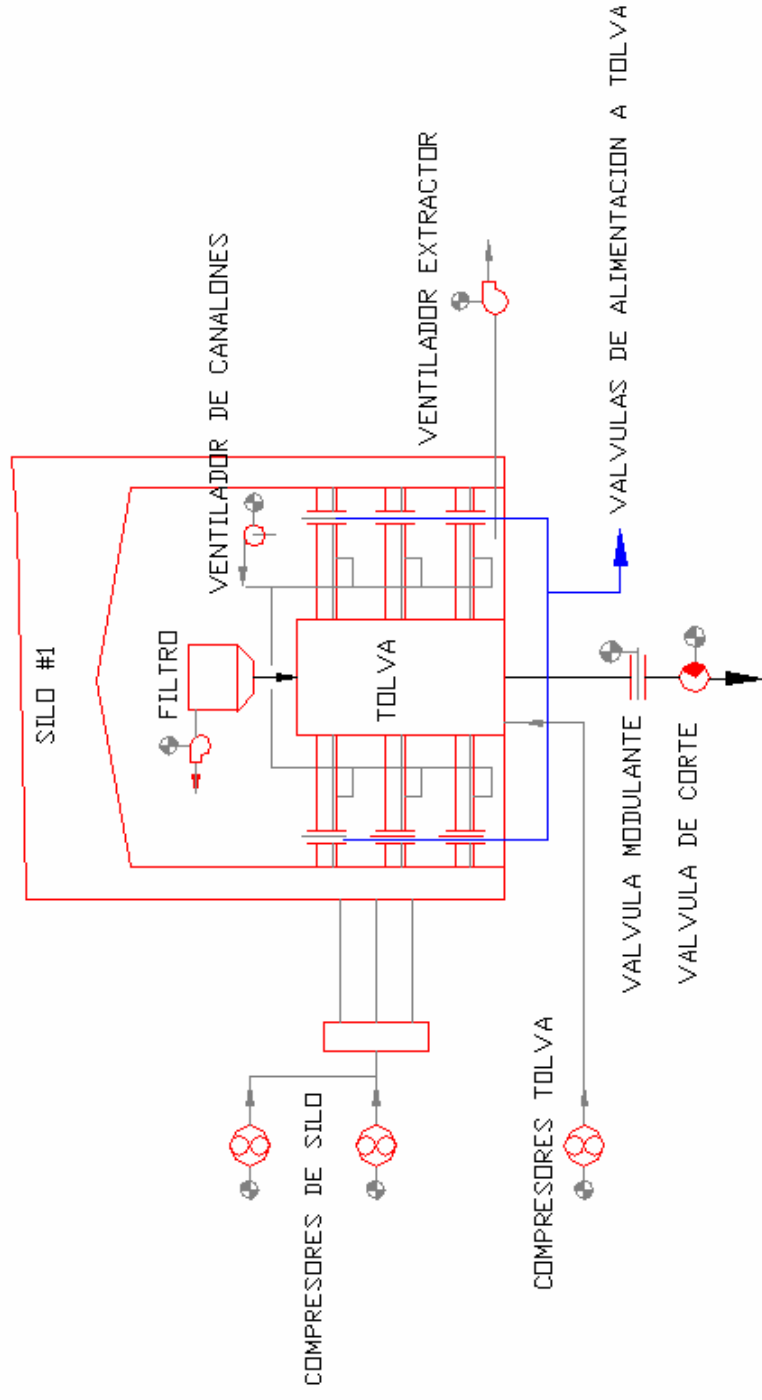 SILO #1
VENTILADOR DE CANALONES
FILTRO
VENTILADOR EXTRACTOR
TOLVA
VALVULAS DE ALIMENTACION A TOLVA
VALVULA MODULANTE
VALVULA DE CORTE
COMPRESORES DE SILO
COMPRESORES TOLVA